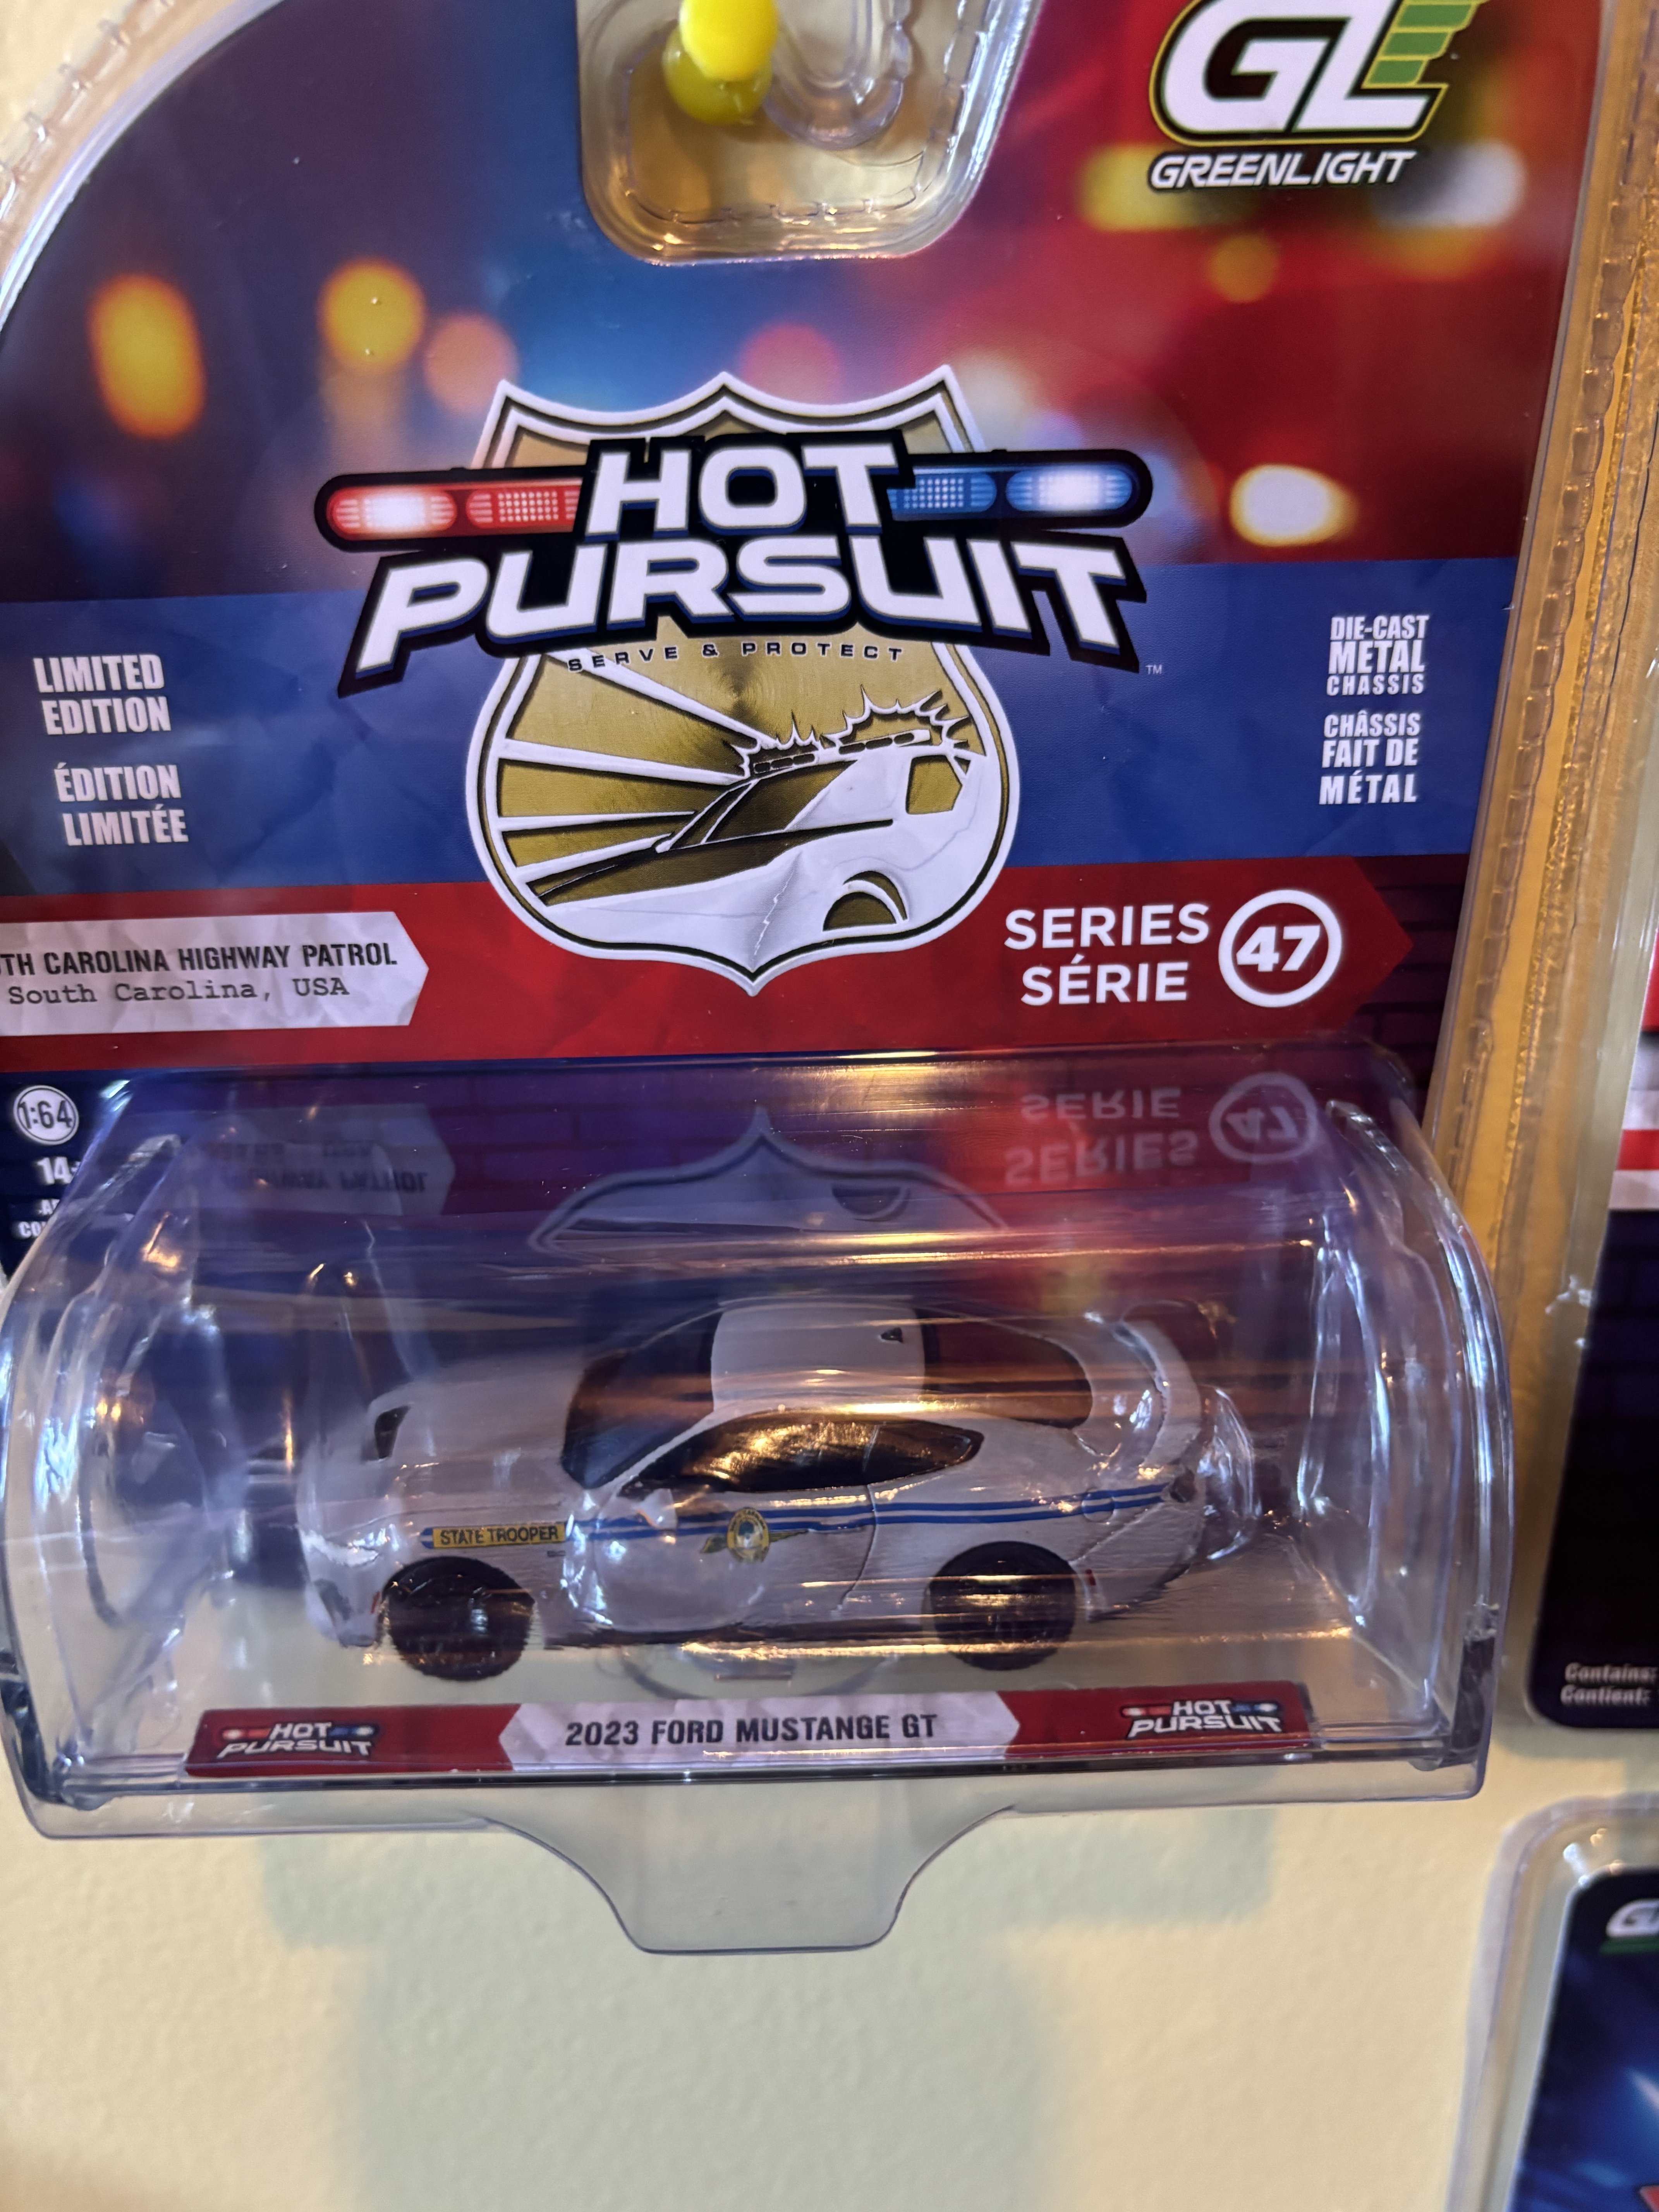 GL
GREENLIGHT
HOT
PURSUIT
SERVE & PROTECT
TM
LIMITED
EDITION
ÉDITION
LIMITÉE
DIE-CAST
METAL
CHASSIS
CHÂSSIS
FAIT DE
MÉTAL
TH CAROLINA HIGHWAY PATROL
South Carolina, USA
SERIES
SÉRIE
47
1:64
14+
STATE TROOPER
HOT
PURSUIT
2023 FORD MUSTANGE GT
HOT
PURSUIT
Contains:
Contient: